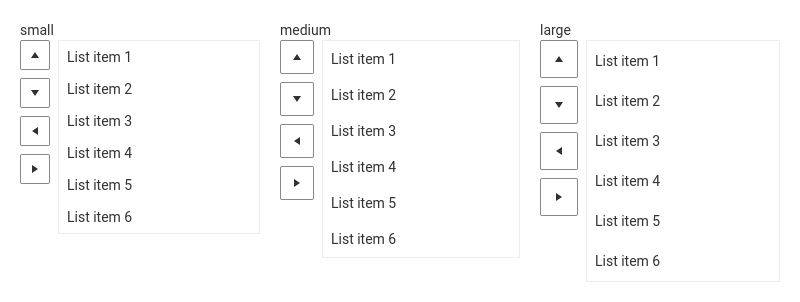 small
List item 1
List item 2
List item 3
List item 4
List item 5
List item 6
medium
List item 1
List item 2
List item 3
List item 4
List item 5
List item 6
large
List item 1
List item 2
List item 3
List item 4
List item 5
List item 6